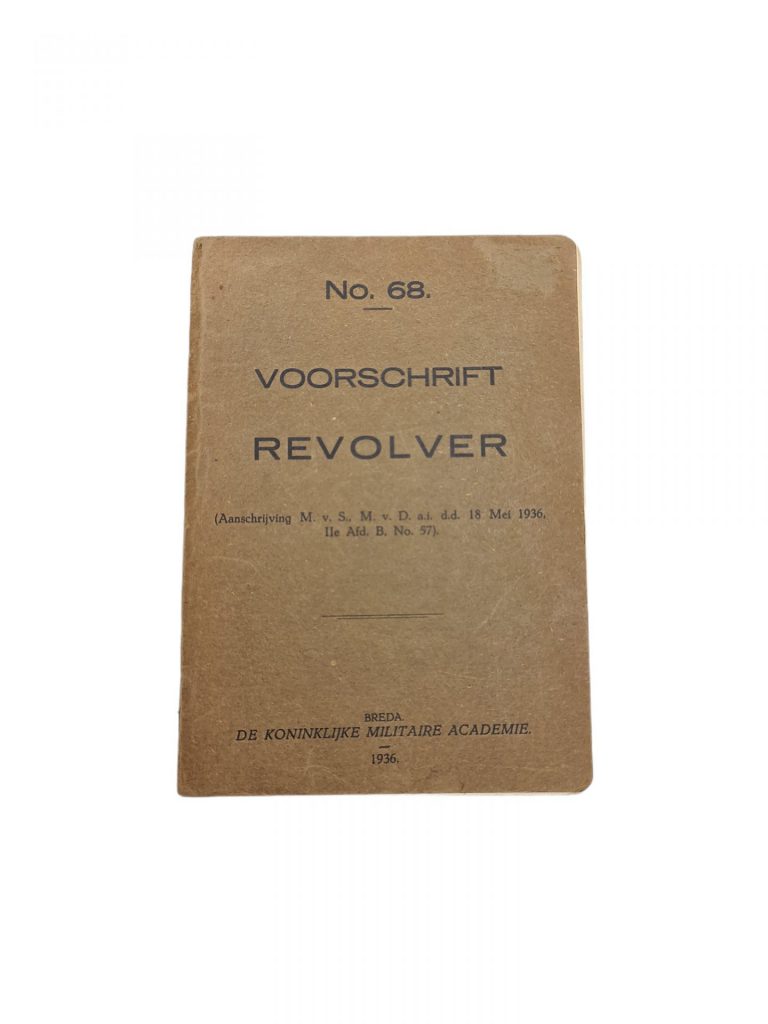 No. 68.
VOORSCHRIFT
REVOLVER
(Aanschrijving M. v. S., M. v. D. a.i. d.d. 18 Mei 1936,
IIe Afd. B. No. 57).
BREDA.
DE KONINKLIJKE MILITAIRE ACADEMIE.
1936.